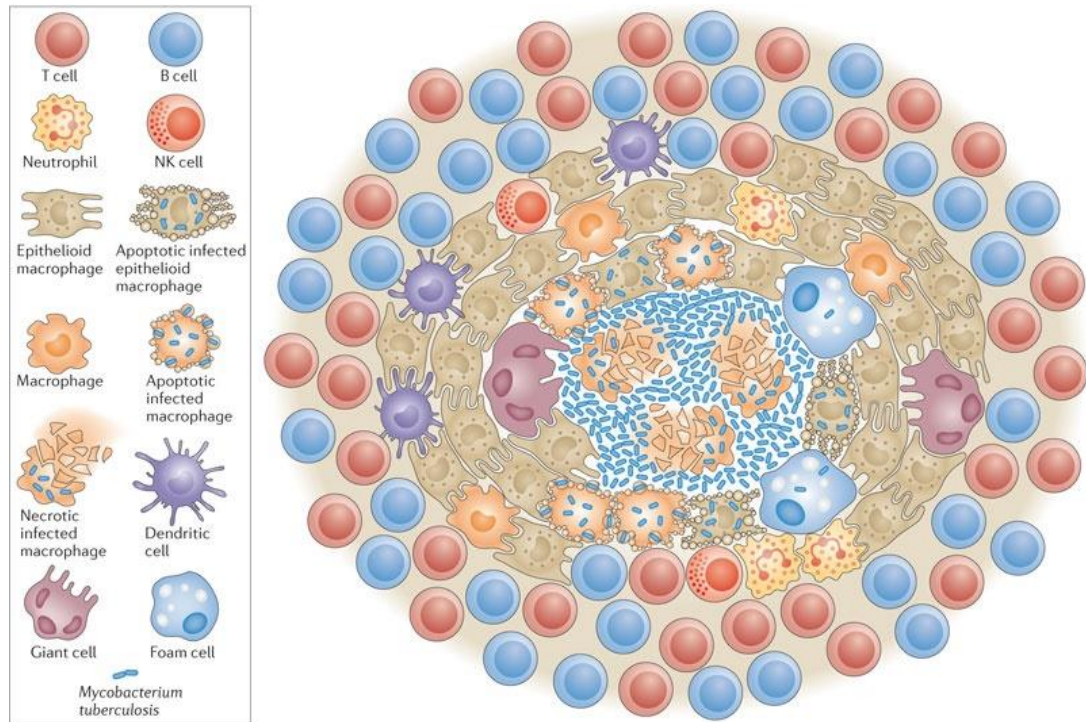 T cell
B cell
Neutrophil
NK cell
Epithelioid
macrophage
Apoptotic infected
epithelioid
macrophage
Macrophage
Apoptotic
infected
macrophage
Necrotic
infected
macrophage
Dendritic
cell
Giant cell
Foam cell
Mycobacterium
tuberculosis